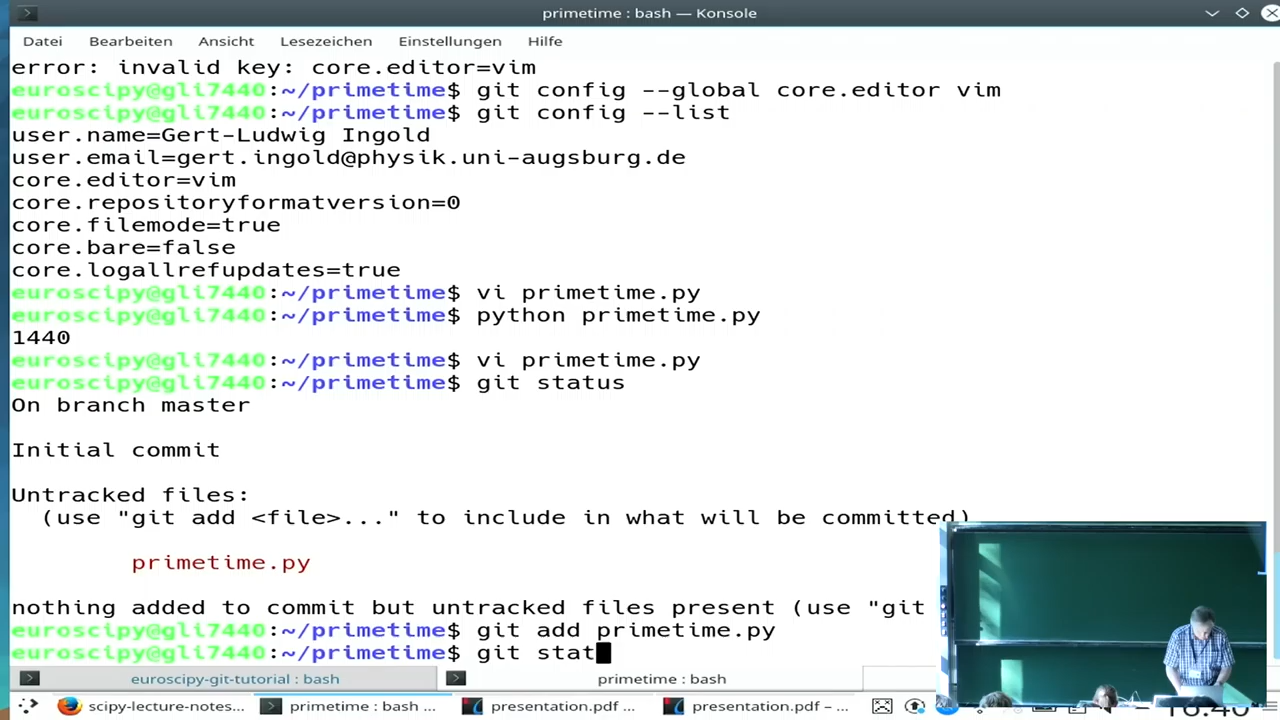 primetime : bash — Konsole
Datei Bearbeiten Ansicht Lesezeichen Einstellungen Hilfe
error: invalid key: core.editor=vim
euroscipy@gli7440:~/primetime$ git config --global core.editor vim
euroscipy@gli7440:~/primetime$ git config --list
user.name=Gert-Ludwig Ingold
user.email=gert.ingold@physik.uni-augsburg.de
core.editor=vim
core.repositoryformatversion=0
core.filemode=true
core.bare=false
core.logallrefupdates=true
euroscipy@gli7440:~/primetime$ vi primetime.py
euroscipy@gli7440:~/primetime$ python primetime.py
1440
euroscipy@gli7440:~/primetime$ vi primetime.py
euroscipy@gli7440:~/primetime$ git status
On branch master
Initial commit
Untracked files:
(use "git add <file>..." to include in what will be committed)
primetime.py
nothing added to commit but untracked files present (use "git
euroscipy@gli7440:~/primetime$ git add primetime.py
euroscipy@gli7440:~/primetime$ git stat
euroscipy-git-tutorial : bash primetime : bash
scipy-lecture-notes... primetime : bash ... presentation.pdf ... presentation.pdf – ...